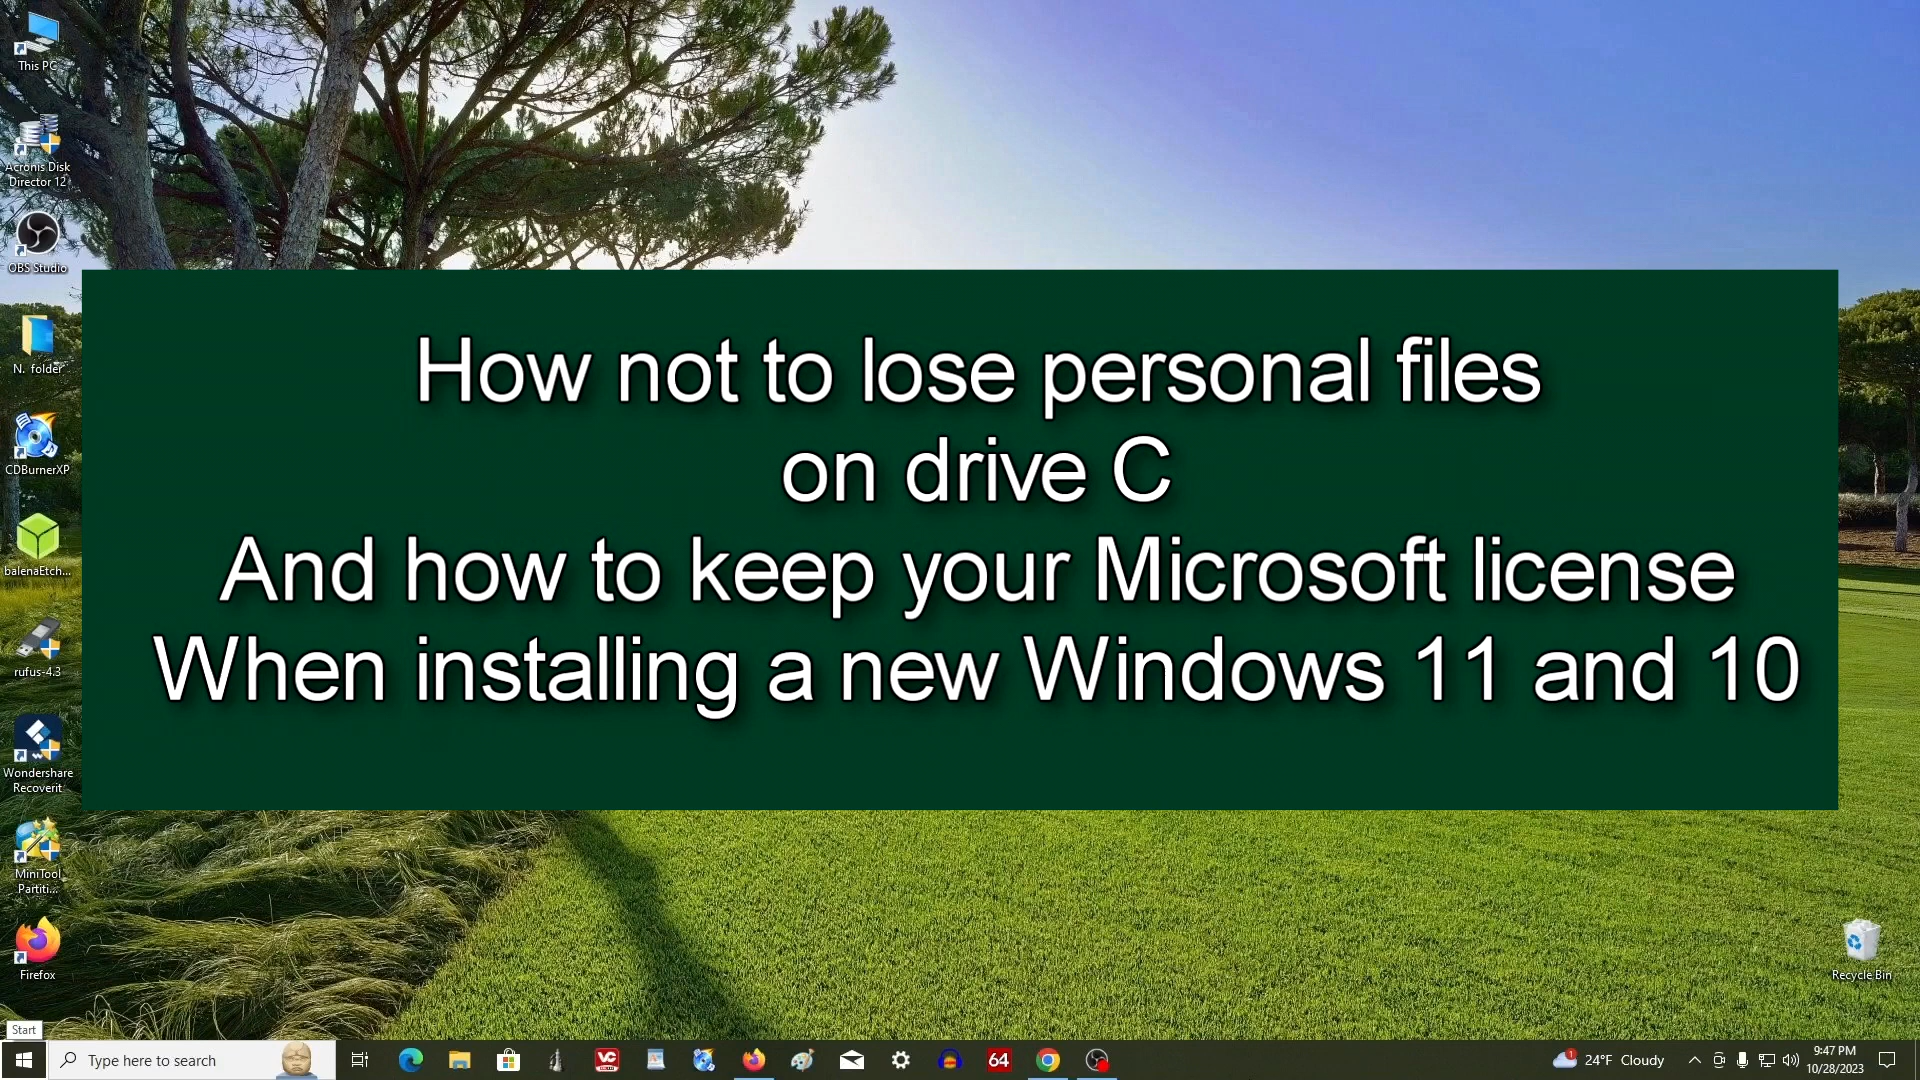 This PC
Acronis Disk
Director 12
OBS Studio
N. folder
CDBurnerXP
balenaEtch...
rufus-4.3
Wondershare
Recoverit
MiniTool
Partiti...
Firefox
How not to lose personal files
on drive C
And how to keep your Microsoft license
When installing a new Windows 11 and 10
Recycle Bin
Start
Type here to search
VC
64
1
24°F Cloudy
9:47 PM
10/28/2023